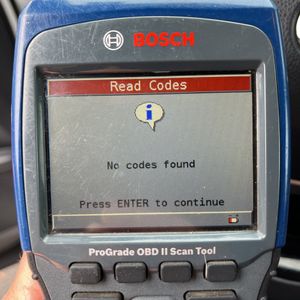 BOSCH
Read Codes
i
No codes found
Press ENTER to continue
ProGrade OBD II Scan Tool